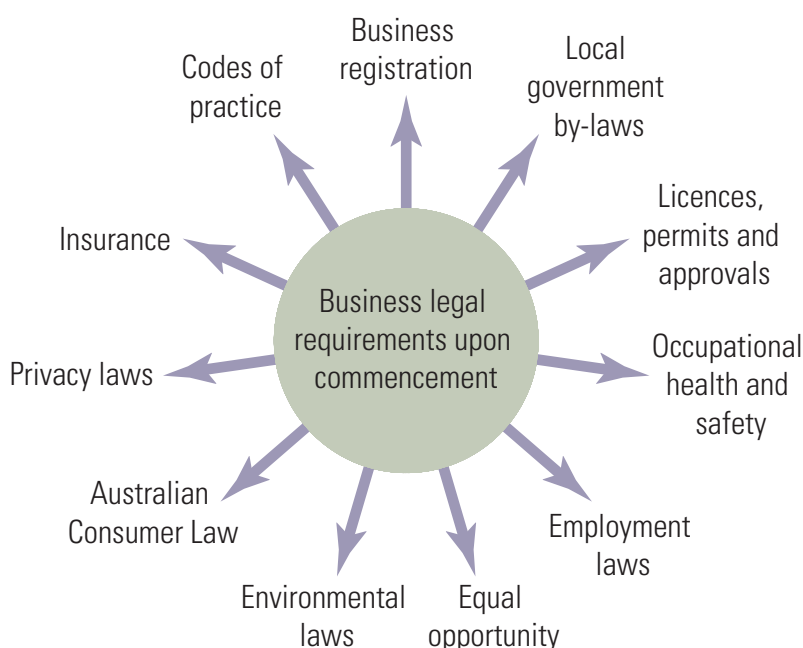 Business
registration
Local
government
by-laws
Licences,
permits and
approvals
Occupational
health and
safety
Employment
laws
Equal
opportunity
Environmental
laws
Australian
Consumer Law
Privacy laws
Insurance
Codes of
practice
Business legal
requirements upon
commencement